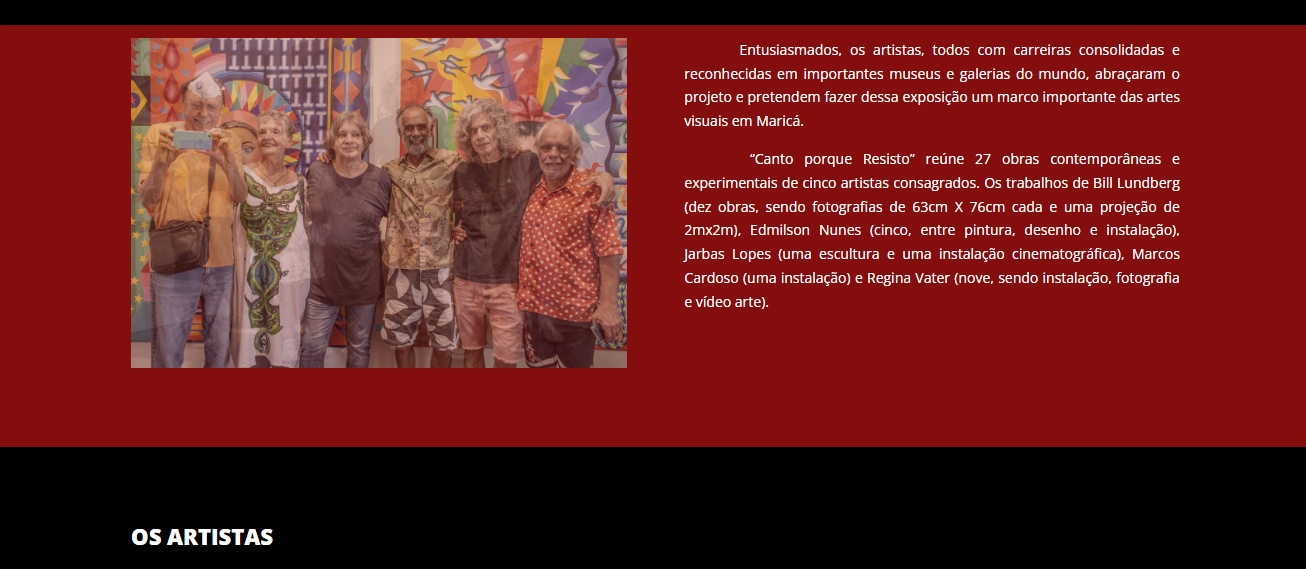 Entusiasmados, os artistas, todos com carreiras consolidadas e
reconhecidas em importantes museus e galerias do mundo, abraçaram o
projeto e pretendem fazer dessa exposição um marco importante das artes
visuais em Maricá.
“Canto porque Resisto” reúne 27 obras contemporâneas e
experimentais de cinco artistas consagrados. Os trabalhos de Bill Lundberg
(dez obras, sendo fotografias de 63cm X 76cm cada e uma projeção de
2mx2m), Edmilson Nunes (cinco, entre pintura, desenho e instalação),
Jarbas Lopes (uma escultura e uma instalação cinematográfica), Marcos
Cardoso (uma instalação) e Regina Vater (nove, sendo instalação, fotografia
e vídeo arte).
OS ARTISTAS